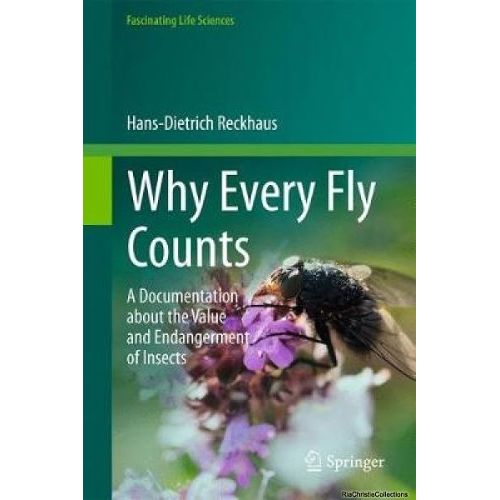 Fascinating Life Sciences
Hans-Dietrich Reckhaus
Why Every Fly
Counts
A Documentation
about the Value
and Endangerment
of Insects
Springer
RiaChristieCollections